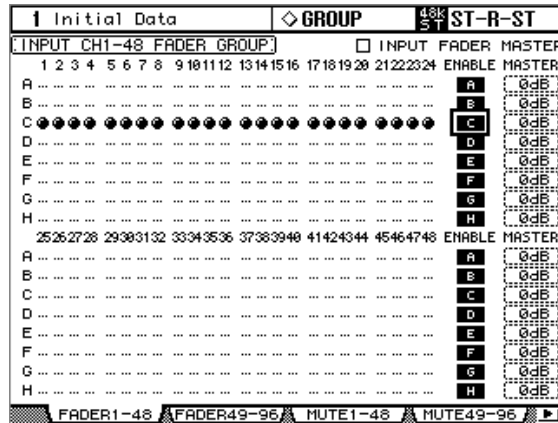 1 Initial Data ◇ GROUP 48K ST ST-R-ST
INPUT CH1-48 FADER GROUP □ INPUT FADER MASTER
1 2 3 4 5 6 7 8 9 10 11 12 13 14 15 16 17 18 19 20 21 22 23 24 ENABLE MASTER
A A 0dB
B B 0dB
C C 0dB
D D 0dB
E E 0dB
F F 0dB
G G 0dB
H H 0dB
25 26 27 28 29 30 31 32 33 34 35 36 37 38 39 40 41 42 43 44 45 46 47 48 ENABLE MASTER
A A 0dB
B B 0dB
C C 0dB
D D 0dB
E E 0dB
F F 0dB
G G 0dB
H H 0dB
FADER1-48 FADER49-96 MUTE1-48 MUTE49-96